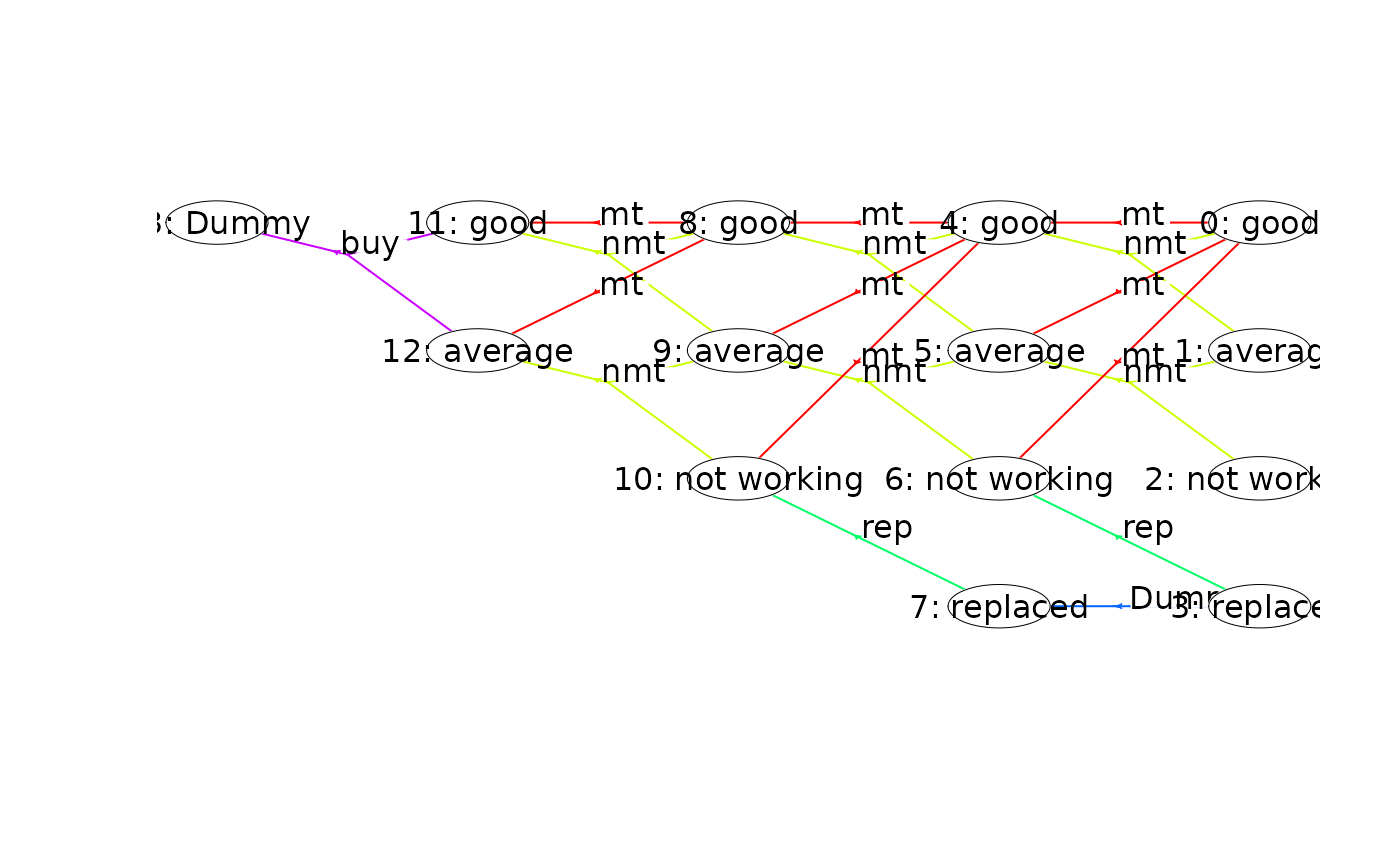 3: Dummy
buy
11: good
mt
nmt
8: good
mt
nmt
4: good
mt
nmt
0: good
mt
mt
mt
12: average
nmt
9: average
mt
nmt
5: average
mt
nmt
1: averag
10: not working
6: not working
2: not work
rep
rep
7: replaced
Dum
3: replace